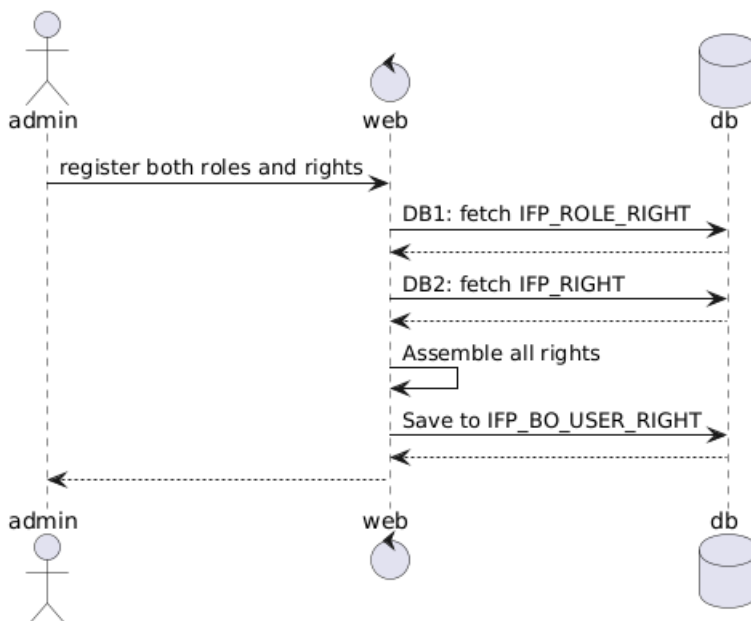 admin
web
db
register both roles and rights
DB1: fetch IFP_ROLE_RIGHT
DB2: fetch IFP_RIGHT
Assemble all rights
Save to IFP_BO_USER_RIGHT
admin
web
db